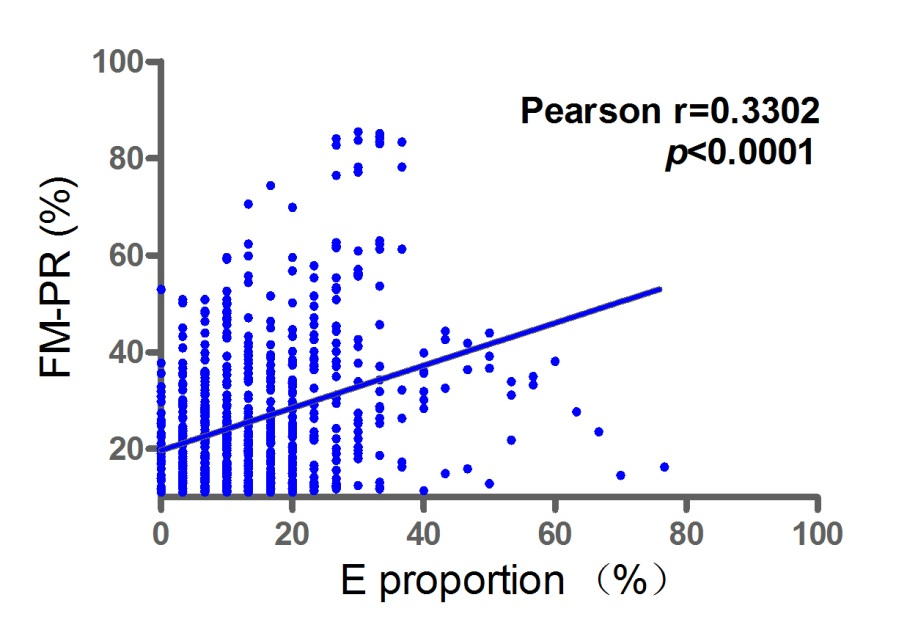 100
Pearson r=0.3302
p<0.0001
80
60
40
20
FM-PR (%)
0 20 40 60 80 100
E proportion （%）